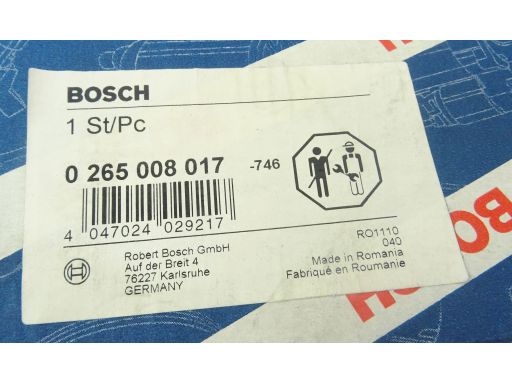 BOSCH
1 St/Pc
0 265 008 017 -746
4 047024 029217
RO1110
040
Robert Bosch GmbH
Auf der Breit 4
76227 Karlsruhe
GERMANY
Made in Romania
Fabriqué en Roumanie
BOSCH
BOSCH